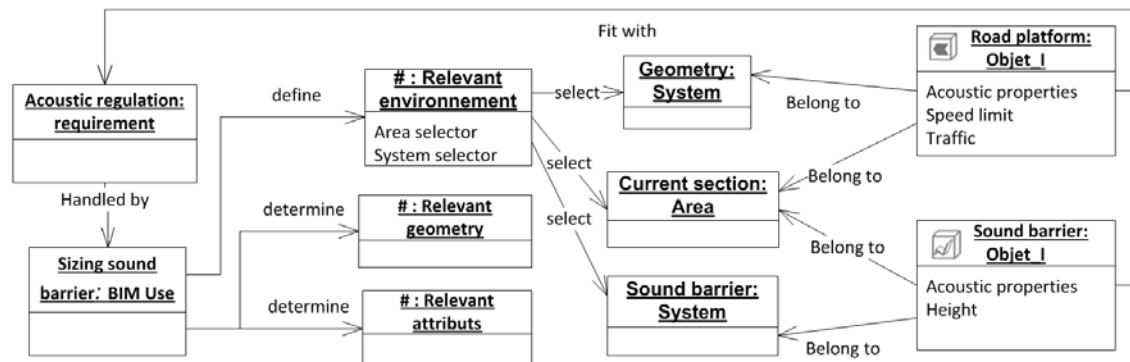 Fit with
Acoustic regulation:
requirement
Handled by
Sizing sound
barrier: BIM Use
define
determine
determine
# : Relevant
environnement
Area selector
System selector
# : Relevant
geometry
# : Relevant
attributs
select
select
select
Geometry:
System
Current section:
Area
Sound barrier:
System
Belong to
Belong to
Belong to
Belong to
Road platform:
Objet_I
Acoustic properties
Speed limit
Traffic
Sound barrier:
Objet_I
Acoustic properties
Height